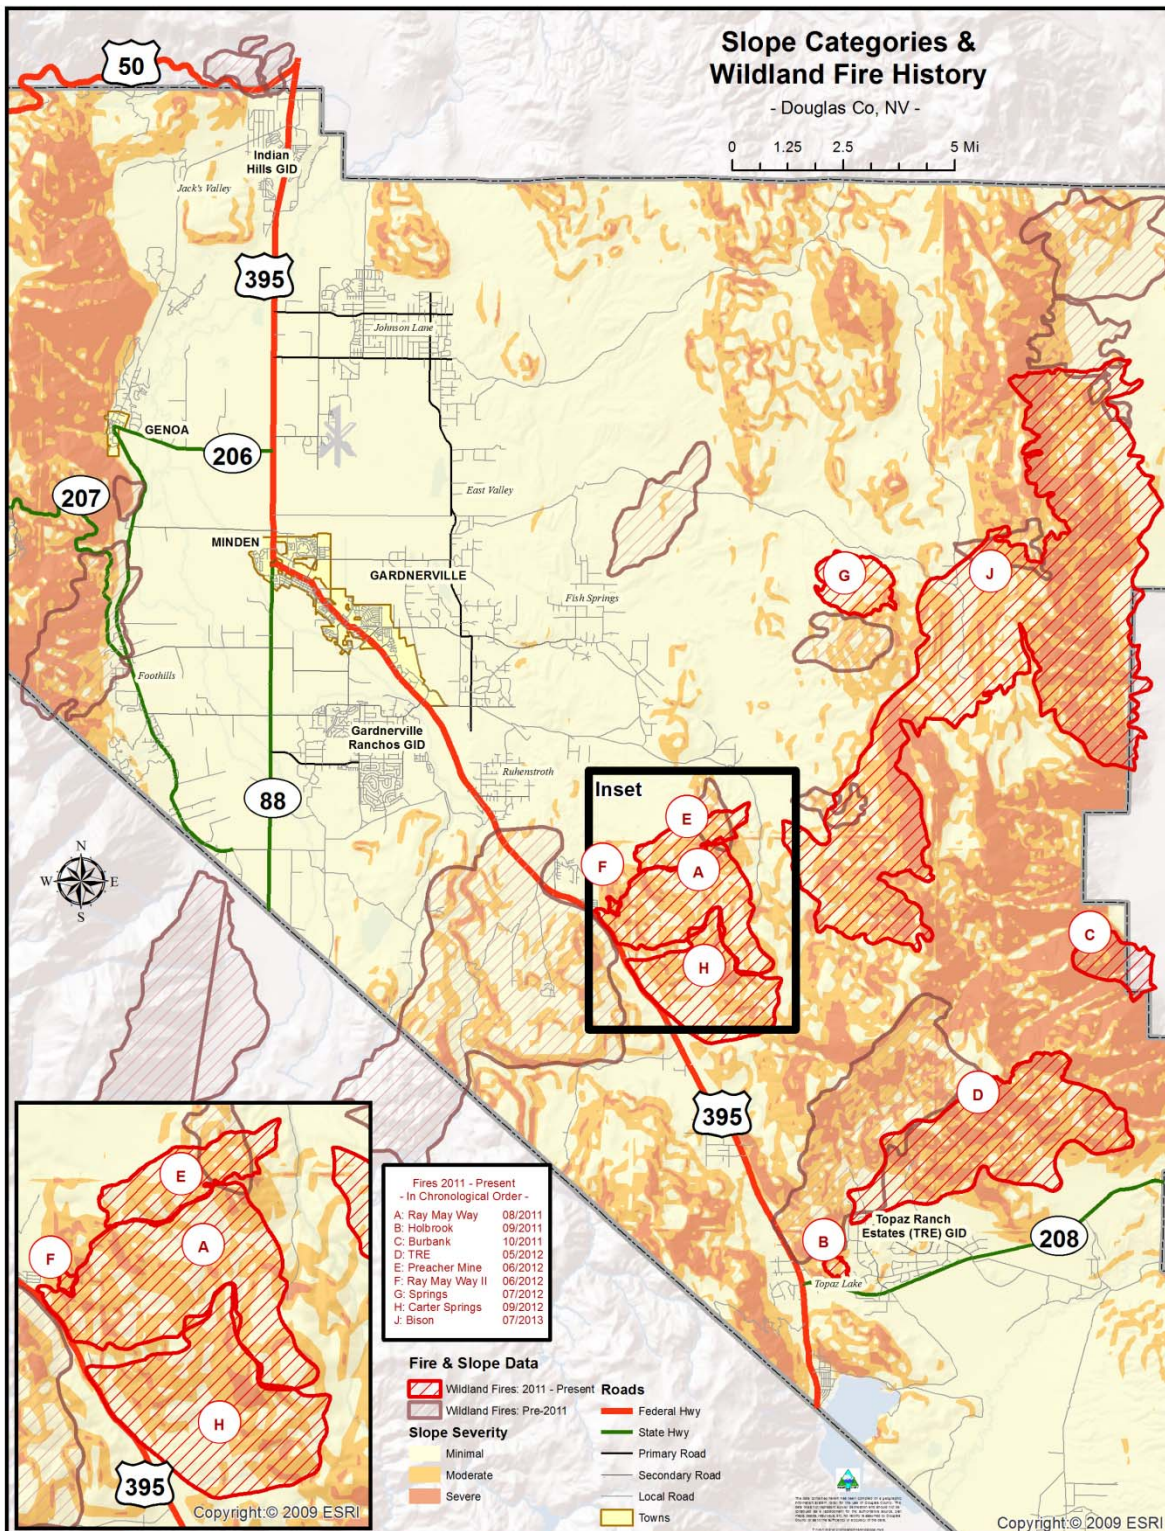 Slope Categories &
Wildland Fire History
- Douglas Co, NV -
0 1.25 2.5 5 Mi
50
Indian
Hills GID
Jack's Valley
395
Johnson Lane
GENOA
206
207
East Valley
MINDEN
GARDNERVILLE
Fish Springs
G
J
Foothills
Gardnerville
Ranchos GID
Ruhenstroth
88
Inset
E
F
A
H
C
N
W E
S
395
D
B
Topaz Ranch
Estates (TRE) GID
208
Topaz Lake
E
A
F
H
395
Copyright:© 2009 ESRI
Fires 2011 - Present
- In Chronological Order -
A: Ray May Way 08/2011
B: Holbrook 09/2011
C: Burbank 10/2011
D: TRE 05/2012
E: Preacher Mine 06/2012
F: Ray May Way II 06/2012
G: Springs 07/2012
H: Carter Springs 09/2012
J: Bison 07/2013
Fire & Slope Data
Wildland Fires: 2011 - Present
Wildland Fires: Pre-2011
Slope Severity
Minimal
Moderate
Severe
Roads
Federal Hwy
State Hwy
Primary Road
Secondary Road
Local Road
Towns
Copyright:© 2009 ESRI